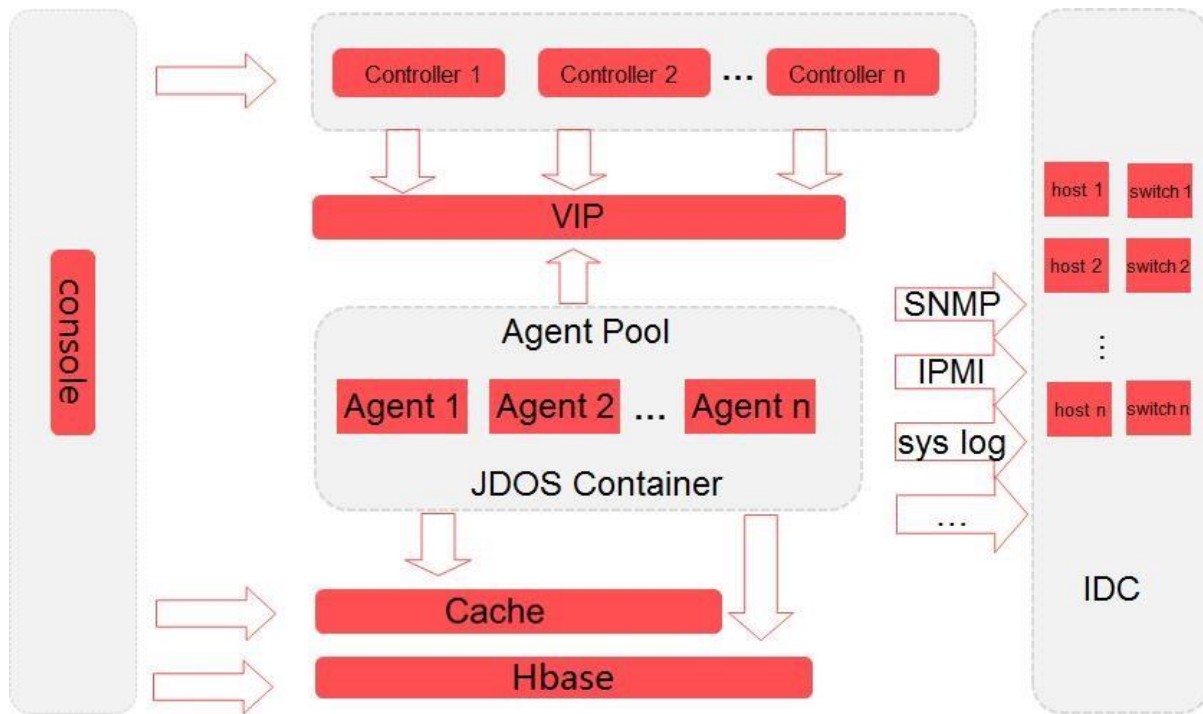 console
Controller 1
Controller 2
...
Controller n
VIP
Agent Pool
Agent 1
Agent 2
...
Agent n
JDOS Container
Cache
Hbase
SNMP
IPMI
sys log
...
host 1
switch 1
host 2
switch 2
...
host n
switch n
IDC